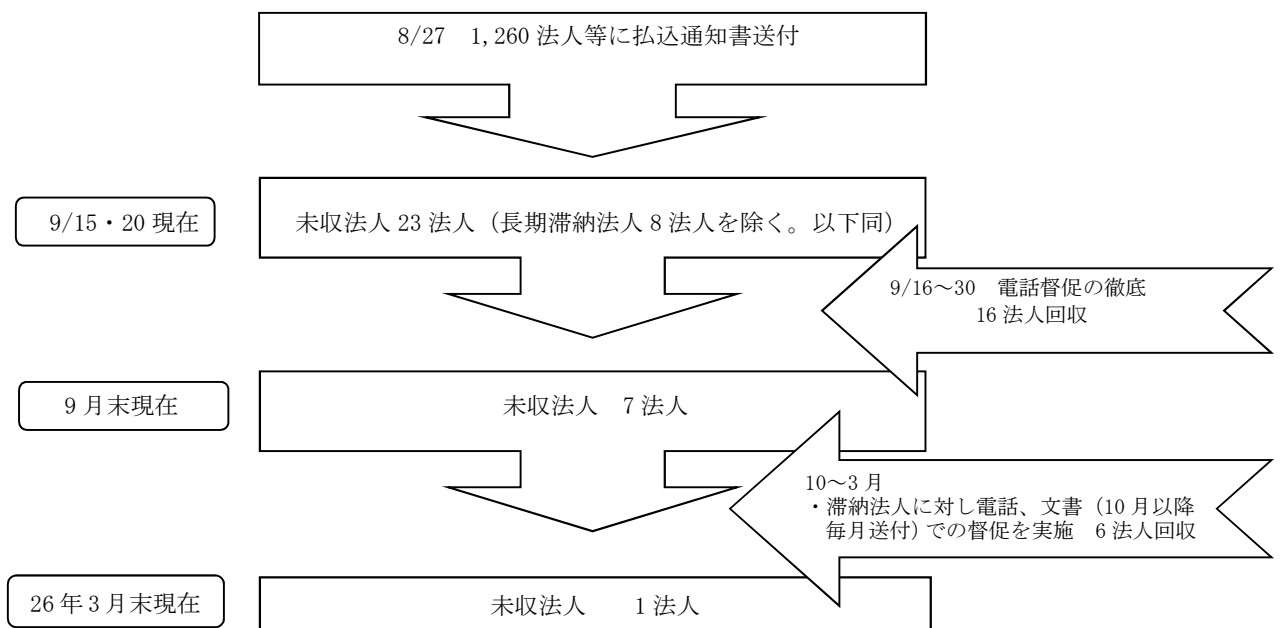 8/27 1,260 法人等に払込通知書送付
9/15・20 現在
未収法人 23 法人（長期滞納法人 8 法人を除く。以下同）
9/16～30 電話督促の徹底
16 法人回収
9 月末現在
未収法人 7 法人
10～3 月
・滞納法人に対し電話、文書（10 月以降
毎月送付）での督促を実施 6 法人回収
26 年 3 月末現在
未収法人 1 法人